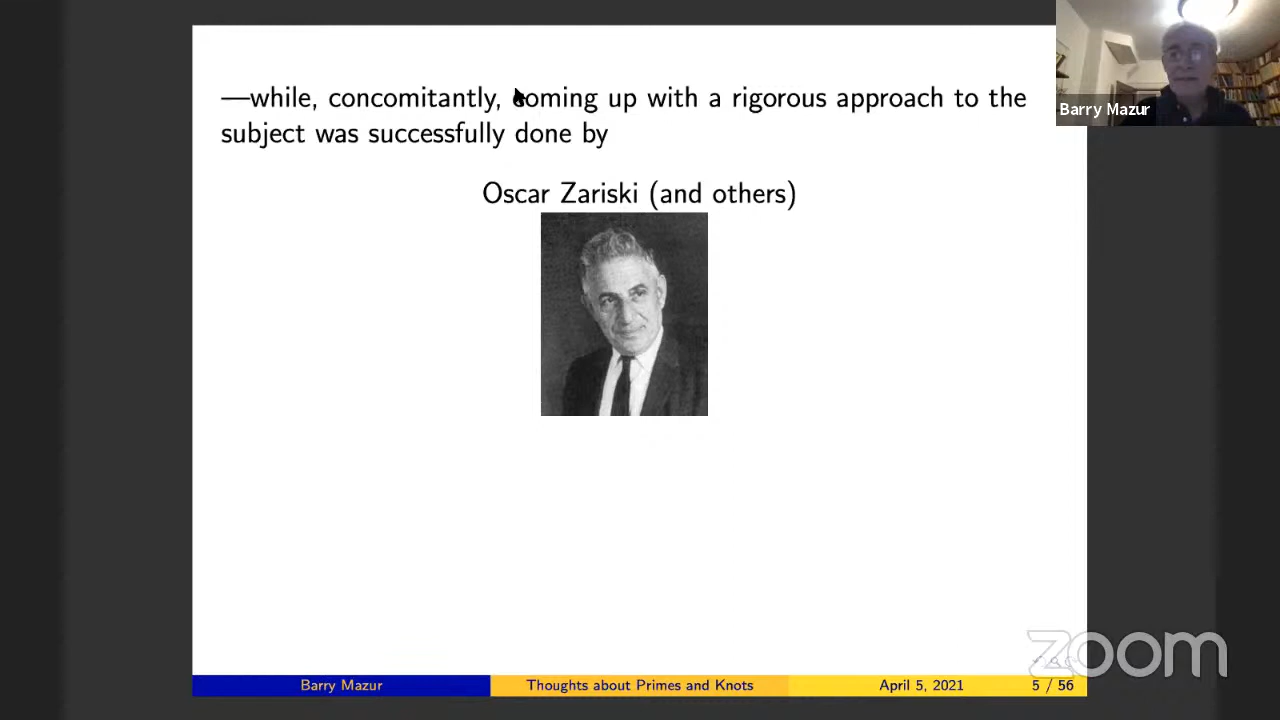 —while, concomitantly, coming up with a rigorous approach to the
subject was successfully done by
Oscar Zariski (and others)
Barry Mazur
Barry Mazur
Thoughts about Primes and Knots
April 5, 2021
5 / 56
zoom